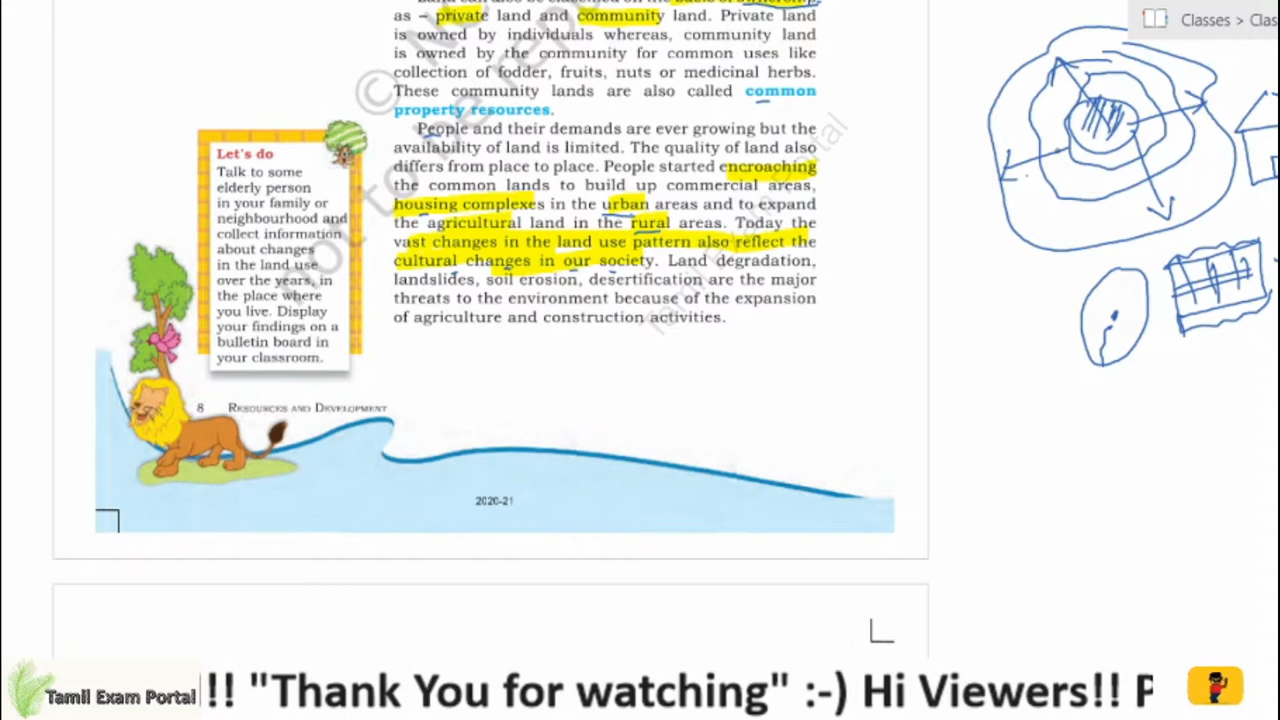 as – private land and community land. Private land
is owned by individuals whereas, community land
is owned by the community for common uses like
collection of fodder, fruits, nuts or medicinal herbs.
These community lands are also called common
property resources.
People and their demands are ever growing but the
availability of land is limited. The quality of land also
differs from place to place. People started encroaching
the common lands to build up commercial areas,
housing complexes in the urban areas and to expand
the agricultural land in the rural areas. Today the
vast changes in the land use pattern also reflect the
cultural changes in our society. Land degradation,
landslides, soil erosion, desertification are the major
threats to the environment because of the expansion
of agriculture and construction activities.
Let's do
Talk to some
elderly person
in your family or
neighbourhood and
collect information
about changes
in the land use
over the years, in
the place where
you live. Display
your findings on a
bulletin board in
your classroom.
8 RESOURCES AND DEVELOPMENT
2020-21
Classes > Clas
Tamil Exam Portal
!! "Thank You for watching" :-) Hi Viewers!! P